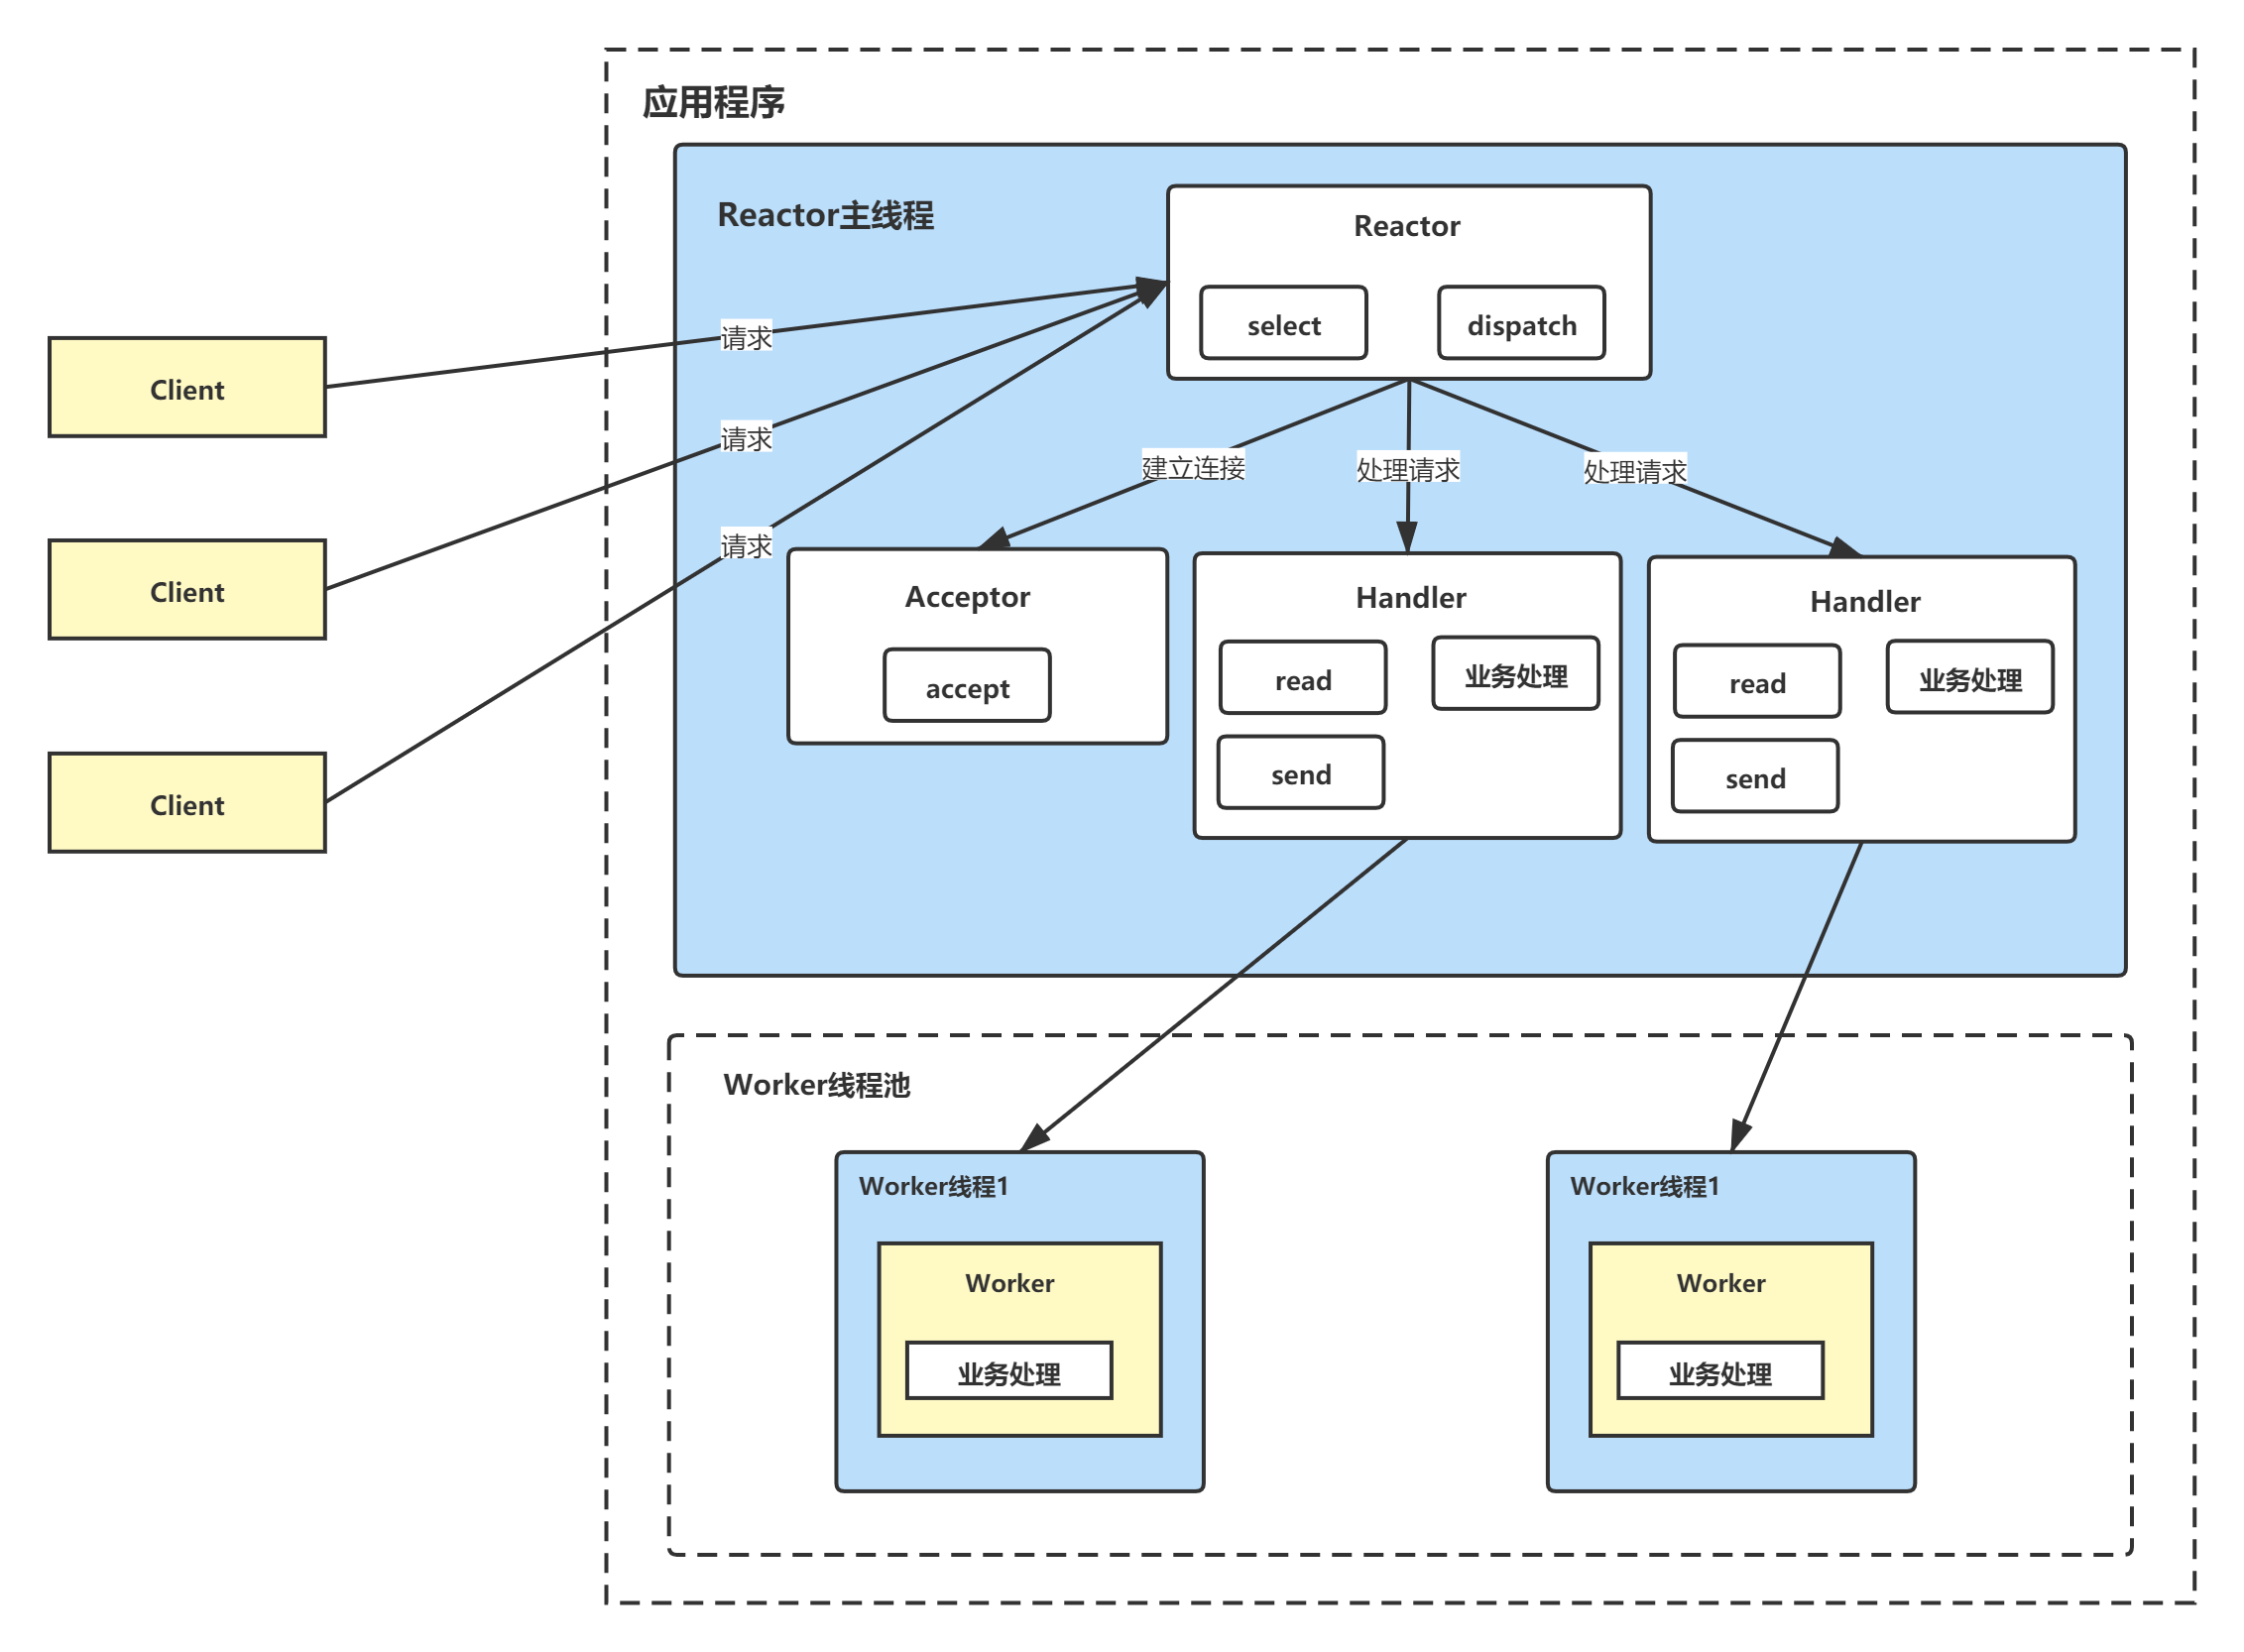 应用程序
Reactor主线程
Reactor
select
dispatch
请求
Client
请求
建立连接
处理请求
处理请求
请求
Client
Acceptor
Handler
Handler
accept
read
业务处理
read
业务处理
send
send
Client
Worker线程池
Worker线程1
Worker线程1
Worker
Worker
业务处理
业务处理